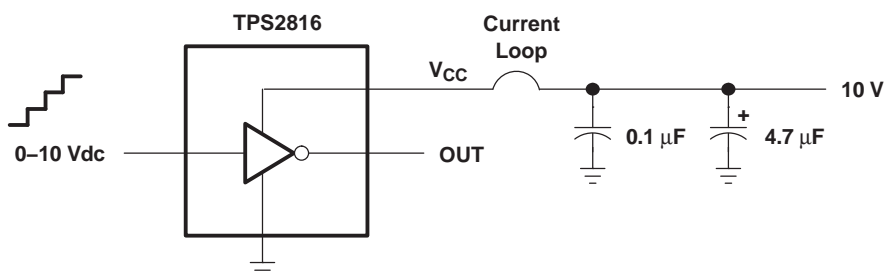 TPS2816
Current
Loop
VCC
10 V
+
0.1 μF
4.7 μF
0–10 Vdc
OUT